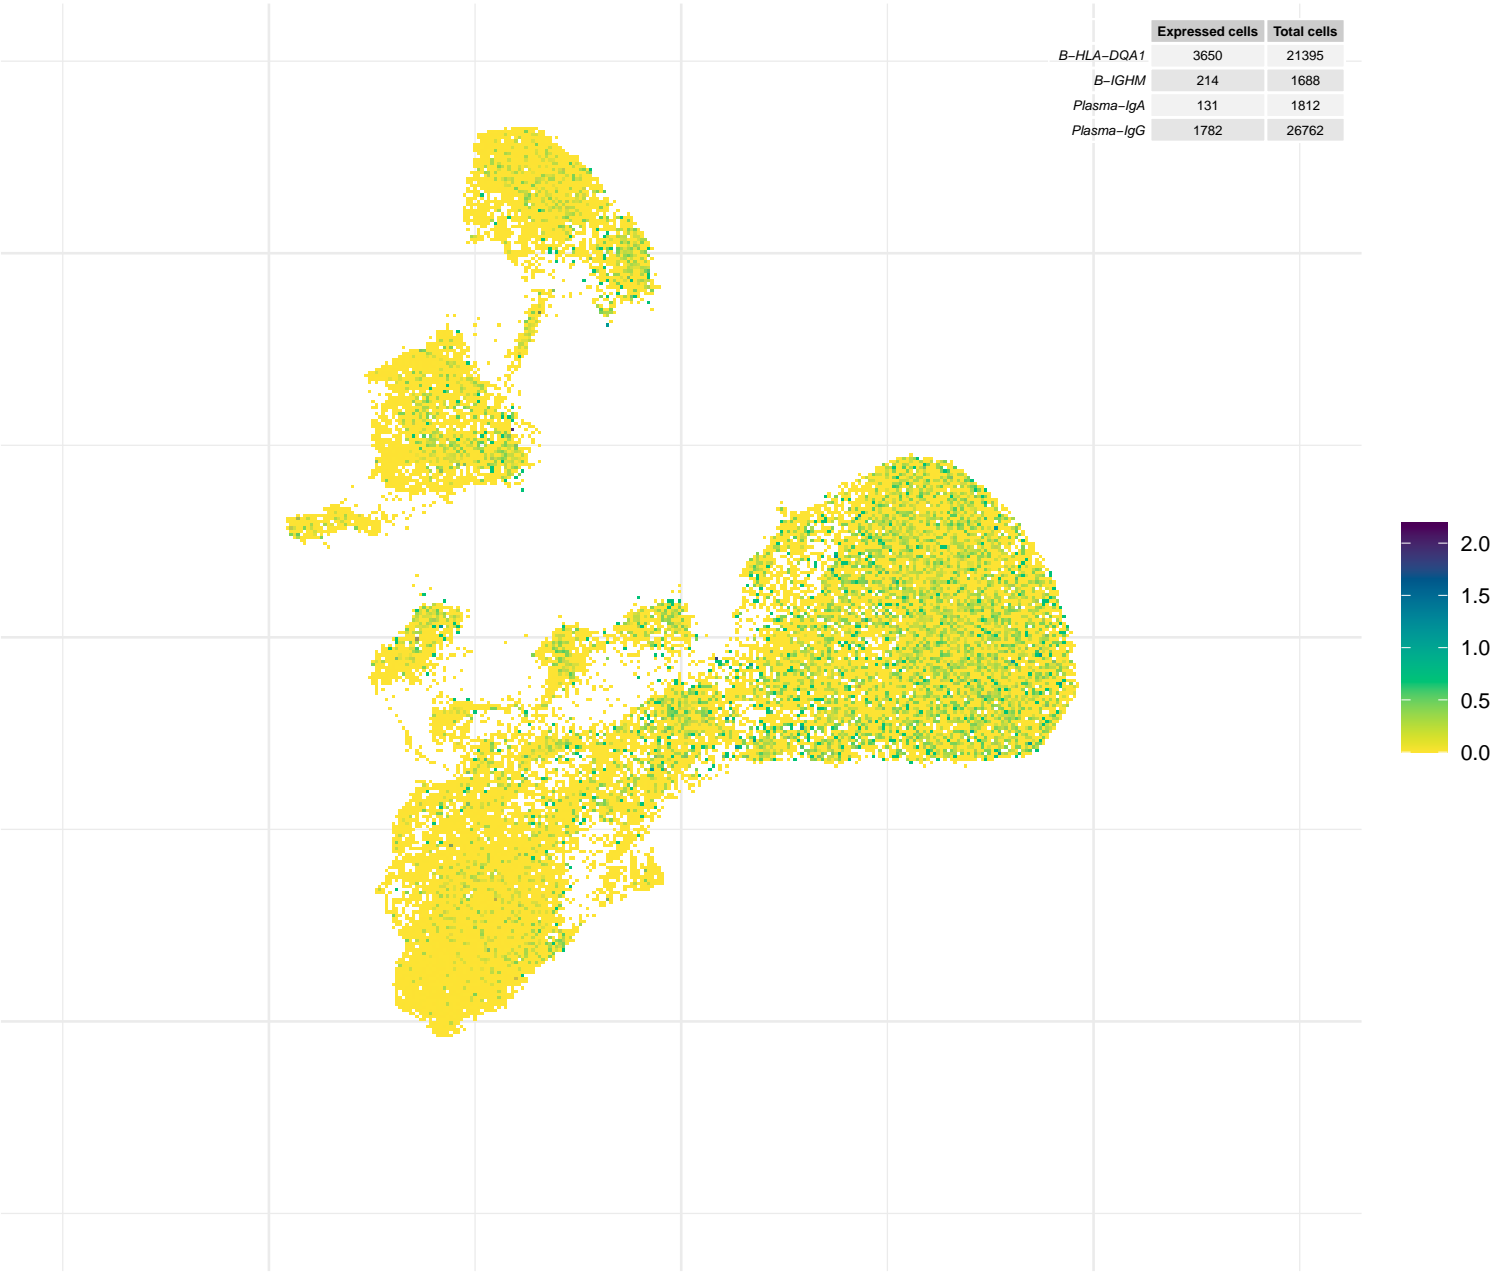 Expressed cells Total cells
B−HLA−DQA1 3650 21395
B−IGHM 214 1688
Plasma−IgA 131 1812
Plasma−IgG 1782 26762
2.0
1.5
1.0
0.5
0.0